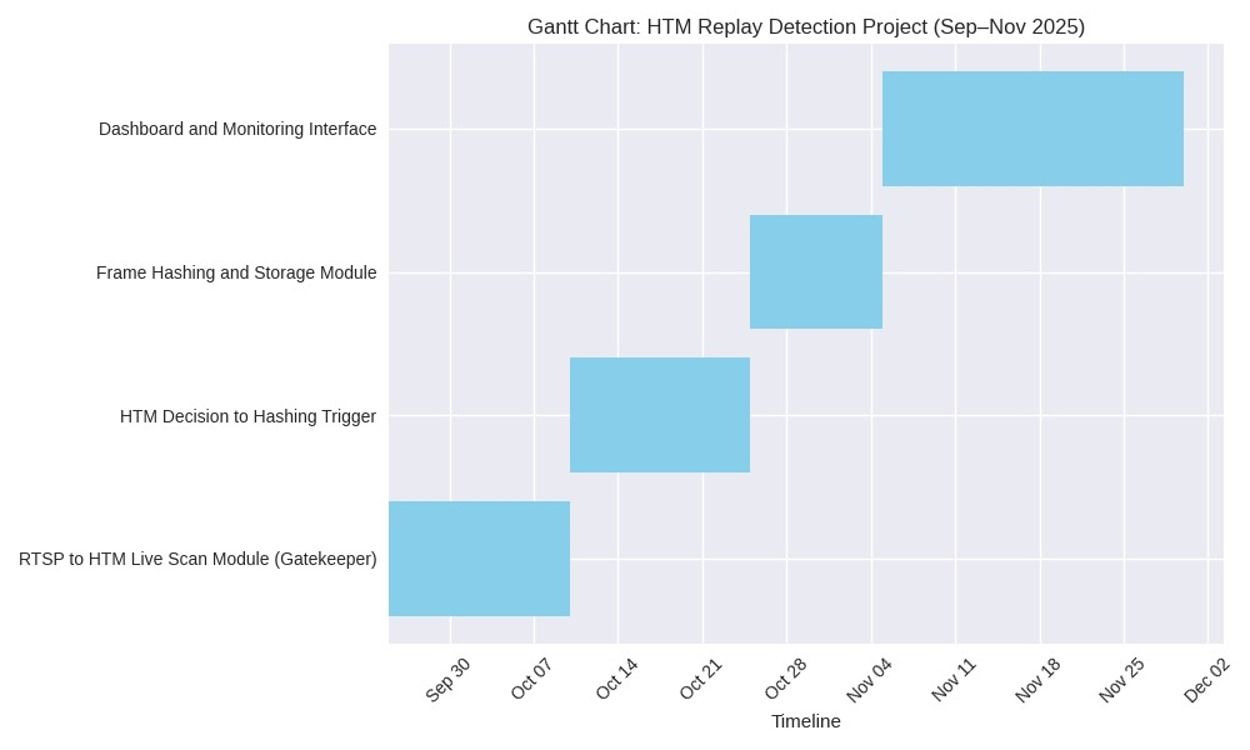 Gantt Chart: HTM Replay Detection Project (Sep–Nov 2025)
Dashboard and Monitoring Interface
Frame Hashing and Storage Module
HTM Decision to Hashing Trigger
RTSP to HTM Live Scan Module (Gatekeeper)
Sep 30
Oct 07
Oct 14
Oct 21
Oct 28
Nov 04
Nov 11
Nov 18
Nov 25
Dec 02
Timeline